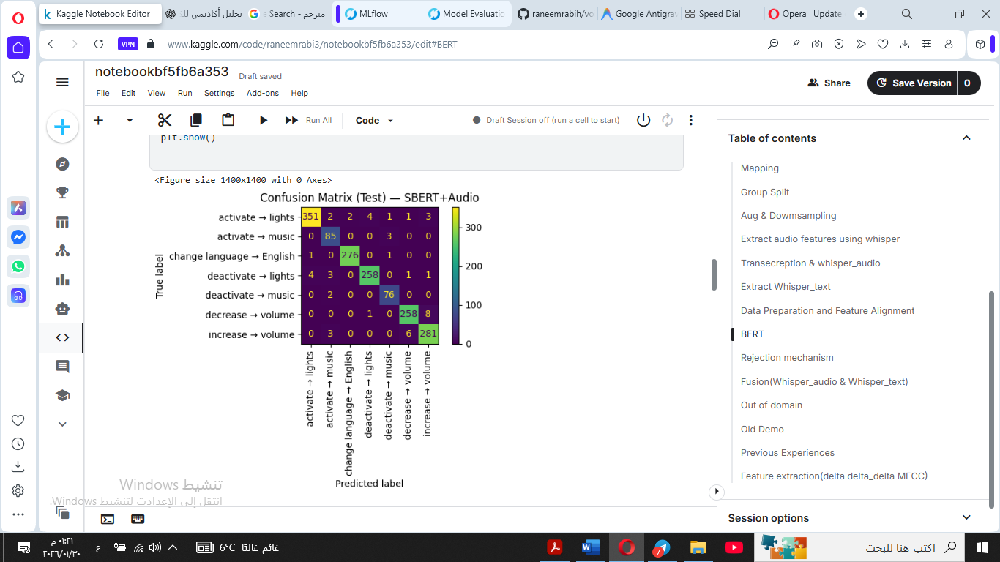 Kaggle Notebook Editor
تحليل أكاديمي للـ
Search - مترجم
MLflow
Model Evaluatio
raneemrabih/vo
Google Antigrav
Speed Dial
Opera | Update
VPN
www.kaggle.com/code/raneemrabi3/notebookbf5fb6a353/edit#BERT
notebookbf5fb6a353
Draft saved
File Edit View Run Settings Add-ons Help
Share
Save Version
0
Run All
Code
Draft Session off (run a cell to start)
plt.show()
<Figure size 1400x1400 with 0 Axes>
Confusion Matrix (Test) — SBERT+Audio
True label
activate → lights 351 2 2 4 1 1 3
activate → music 0 85 0 0 3 0 0
change language → English 1 0 276 0 1 0 0
deactivate → lights 4 3 0 258 0 1 1
deactivate → music 0 2 0 0 76 0 0
decrease → volume 0 0 0 1 0 258 8
increase → volume 0 3 0 0 0 6 281
300
200
100
0
activate → lights
activate → music
change language → English
deactivate → lights
deactivate → music
decrease → volume
increase → volume
Predicted label
Table of contents
Mapping
Group Split
Aug & Dowmsampling
Extract audio features using whisper
Transecreption & whisper_audio
Extract Whisper_text
Data Preparation and Feature Alignment
BERT
Rejection mechanism
Fusion(Whisper_audio & Whisper_text)
Out of domain
Old Demo
Previous Experiences
Feature extraction(delta delta_delta MFCC)
Session options
تنشيط Windows
انتقل إلى الإعدادت لتنشيط Windows.
٠١:٢١ م
٢٠٢٦/٠١/٣٠
ع
6°C غائم غالبًا
7
اكتب هنا للبحث